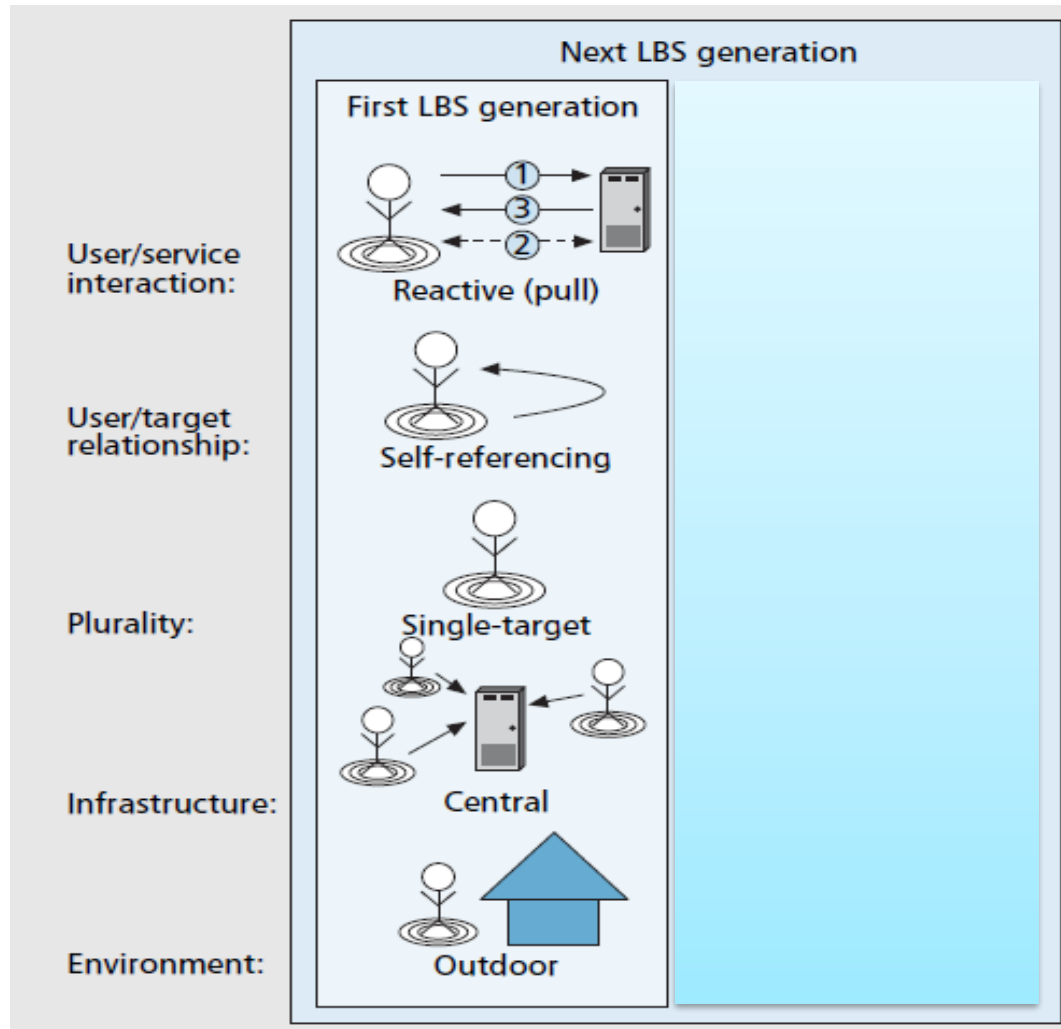 Next LBS generation
First LBS generation
1
3
2
User/service
interaction:
Reactive (pull)
User/target
relationship:
Self-referencing
Plurality:
Single-target
Infrastructure:
Central
Environment:
Outdoor